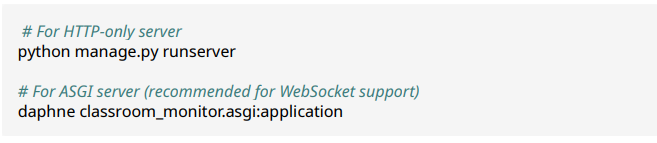 # For HTTP-only server
python manage.py runserver
# For ASGI server (recommended for WebSocket support)
daphne classroom_monitor.asgi:application